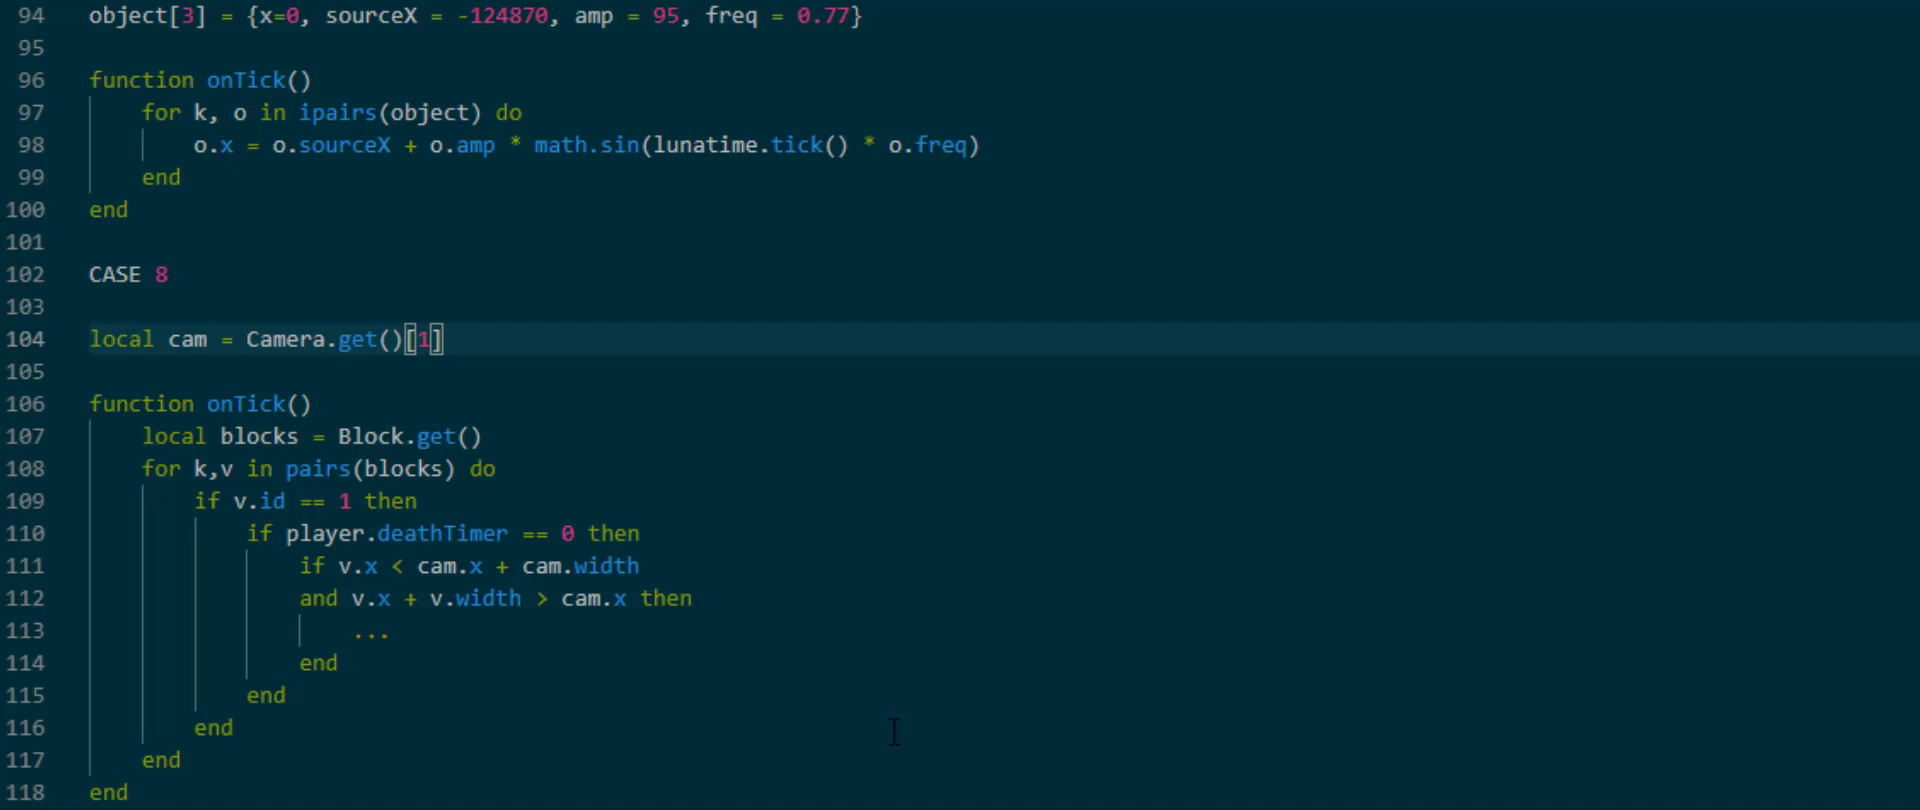 94 object[3] = {x=0, sourceX = -124870, amp = 95, freq = 0.77}
95
96 function onTick()
97     for k, o in ipairs(object) do
98         o.x = o.sourceX + o.amp * math.sin(lunatime.tick() * o.freq)
99     end
100 end
101
102 CASE 8
103
104 local cam = Camera.get()[1]
105
106 function onTick()
107     local blocks = Block.get()
108     for k,v in pairs(blocks) do
109         if v.id == 1 then
110             if player.deathTimer == 0 then
111                 if v.x < cam.x + cam.width
112                 and v.x + v.width > cam.x then
113                     ...
114                 end
115             end
116         end
117     end
118 end